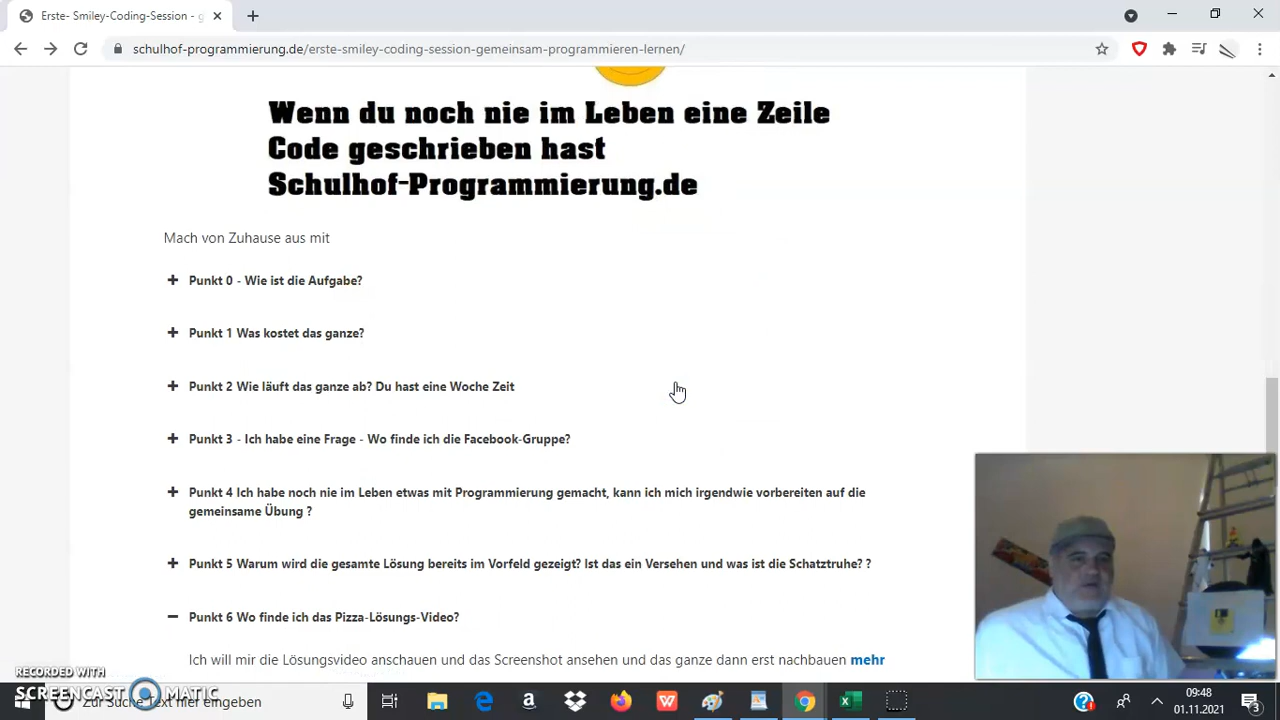 Erste- Smiley-Coding-Session - g
schulhof-programmierung.de/erste-smiley-coding-session-gemeinsam-programmieren-lernen/
Wenn du noch nie im Leben eine Zeile
Code geschrieben hast
Schulhof-Programmierung.de
Mach von Zuhause aus mit
Punkt 0 - Wie ist die Aufgabe?
Punkt 1 Was kostet das ganze?
Punkt 2 Wie läuft das ganze ab? Du hast eine Woche Zeit
Punkt 3 - Ich habe eine Frage - Wo finde ich die Facebook-Gruppe?
Punkt 4 Ich habe noch nie im Leben etwas mit Programmierung gemacht, kann ich mich irgendwie vorbereiten auf die
gemeinsame Übung ?
Punkt 5 Warum wird die gesamte Lösung bereits im Vorfeld gezeigt? Ist das ein Versehen und was ist die Schatztruhe? ?
Punkt 6 Wo finde ich das Pizza-Lösungs-Video?
Ich will mir die Lösungsvideo anschauen und das Screenshot ansehen und das ganze dann erst nachbauen mehr
RECORDED WITH
SCREENCAST MATIC
Zur Suche Text hier eingeben
09:48
01.11.2021
3